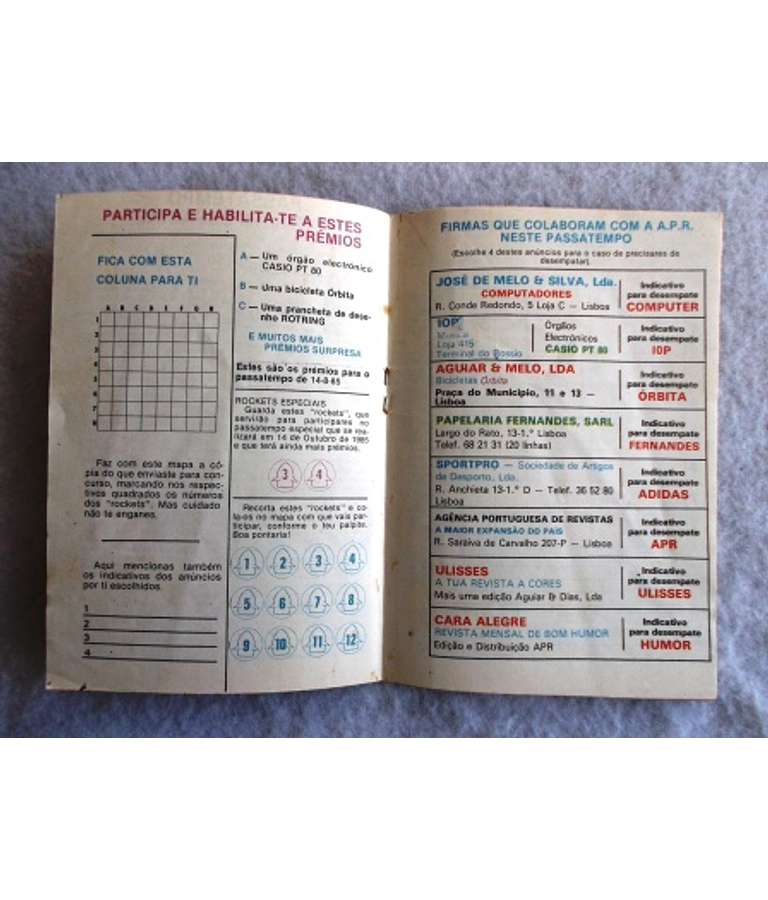 PARTICIPA E HABILITA-TE A ESTES
PRÉMIOS
FICA COM ESTA
COLUNA PARA TI
A B C D E F G H
1
2
3
4
5
6
7
8
Faz com este mapa a có-
pia do que enviaste para con-
curso, marcando nos respec-
tivos quadrados os números
dos "rockets". Mas cuidado
não te enganes.
Aqui mencionas também
os indicativos dos anúncios
por ti escolhidos.
1
2
3
4
A — Um órgão electrónico
CASIO PT 80
B — Uma bicicleta Órbita
C — Uma prancheta de dese-
nho ROTRING
E MUITOS MAIS
PRÉMIOS SURPRESA
Estes são os prémios para o
passatempo de 14-8-85
ROCKETS ESPECIAIS
Guarda estes "rockets", que
servirão para participares no
passatempo especial que se rea-
lizará em 14 de Outubro de 1985
e que terá ainda mais prémios.
3 4
Recorta estes "rockets" e co-
la-os no mapa com que vais par-
ticipar, conforme o teu palpite.
Boa pontaria!
1 2 3 4
5 6 7 8
9 10 11 12
FIRMAS QUE COLABORAM COM A A.P.R.
NESTE PASSATEMPO
(Escolhe 4 destes anúncios para o caso de precisares de
desempatar).
JOSÉ DE MELO & SILVA, Lda.
COMPUTADORES
R. Conde Redondo, 5 Loja C — Lisboa
Indicativo
para desempate
COMPUTER
IOP
Loja 415
Terminal do Rossio
Órgãos
Electrónicos
CASIO PT 80
Indicativo
para desempate
IOP
AGUIAR & MELO, LDA
Bicicletas Órbita
Praça do Município, 11 e 13 —
Lisboa
Indicativo
para desempate
ÓRBITA
PAPELARIA FERNANDES, SARL
Largo do Rato, 13-1.º Lisboa
Telef. 68 21 31 (20 linhas)
Indicativo
para desempate
FERNANDES
SPORTPRO — Sociedade de Artigos
de Desporto, Lda.
R. Anchieta 13-1.º D — Telef. 36 52 80
Lisboa
Indicativo
para desempate
ADIDAS
AGÊNCIA PORTUGUESA DE REVISTAS
A MAIOR EXPANSÃO DO PAÍS
R. Saraiva de Carvalho 207-P — Lisboa
Indicativo
para desempate
APR
ULISSES
A TUA REVISTA A CORES
Mais uma edição Aguiar & Dias, Lda
Indicativo
para desempate
ULISSES
CARA ALEGRE
REVISTA MENSAL DE BOM HUMOR
Edição e Distribuição APR
Indicativo
para desempate
HUMOR